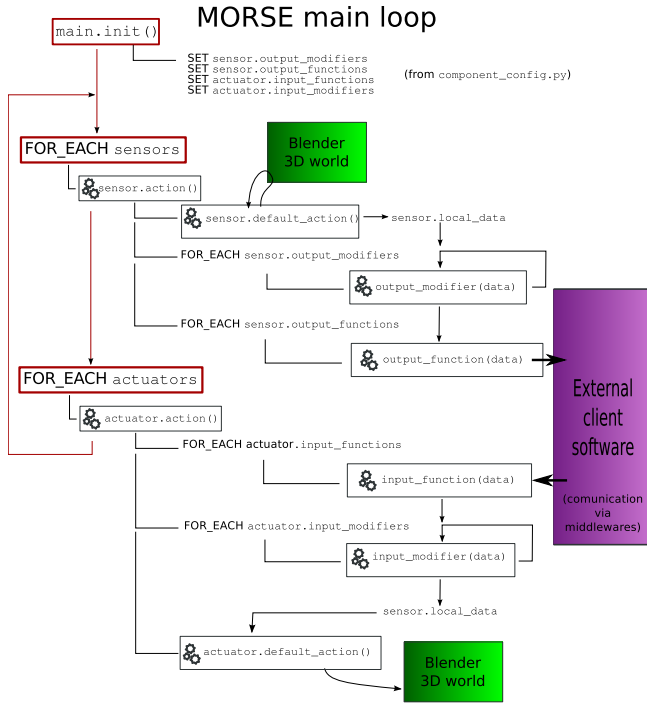 MORSE main loop
main.init()
SET sensor.output_modifiers
SET sensor.output_functions
SET actuator.input_functions
SET actuator.input_modifiers
(from component_config.py)
FOR_EACH sensors
Blender
3D world
sensor.action()
sensor.default_action()
sensor.local_data
FOR_EACH sensor.output_modifiers
output_modifier(data)
FOR_EACH sensor.output_functions
output_function(data)
External
client
software
(comunication
via
middlewares)
FOR_EACH actuators
actuator.action()
FOR_EACH actuator.input_functions
input_function(data)
FOR_EACH actuator.input_modifiers
input_modifier(data)
sensor.local_data
actuator.default_action()
Blender
3D world